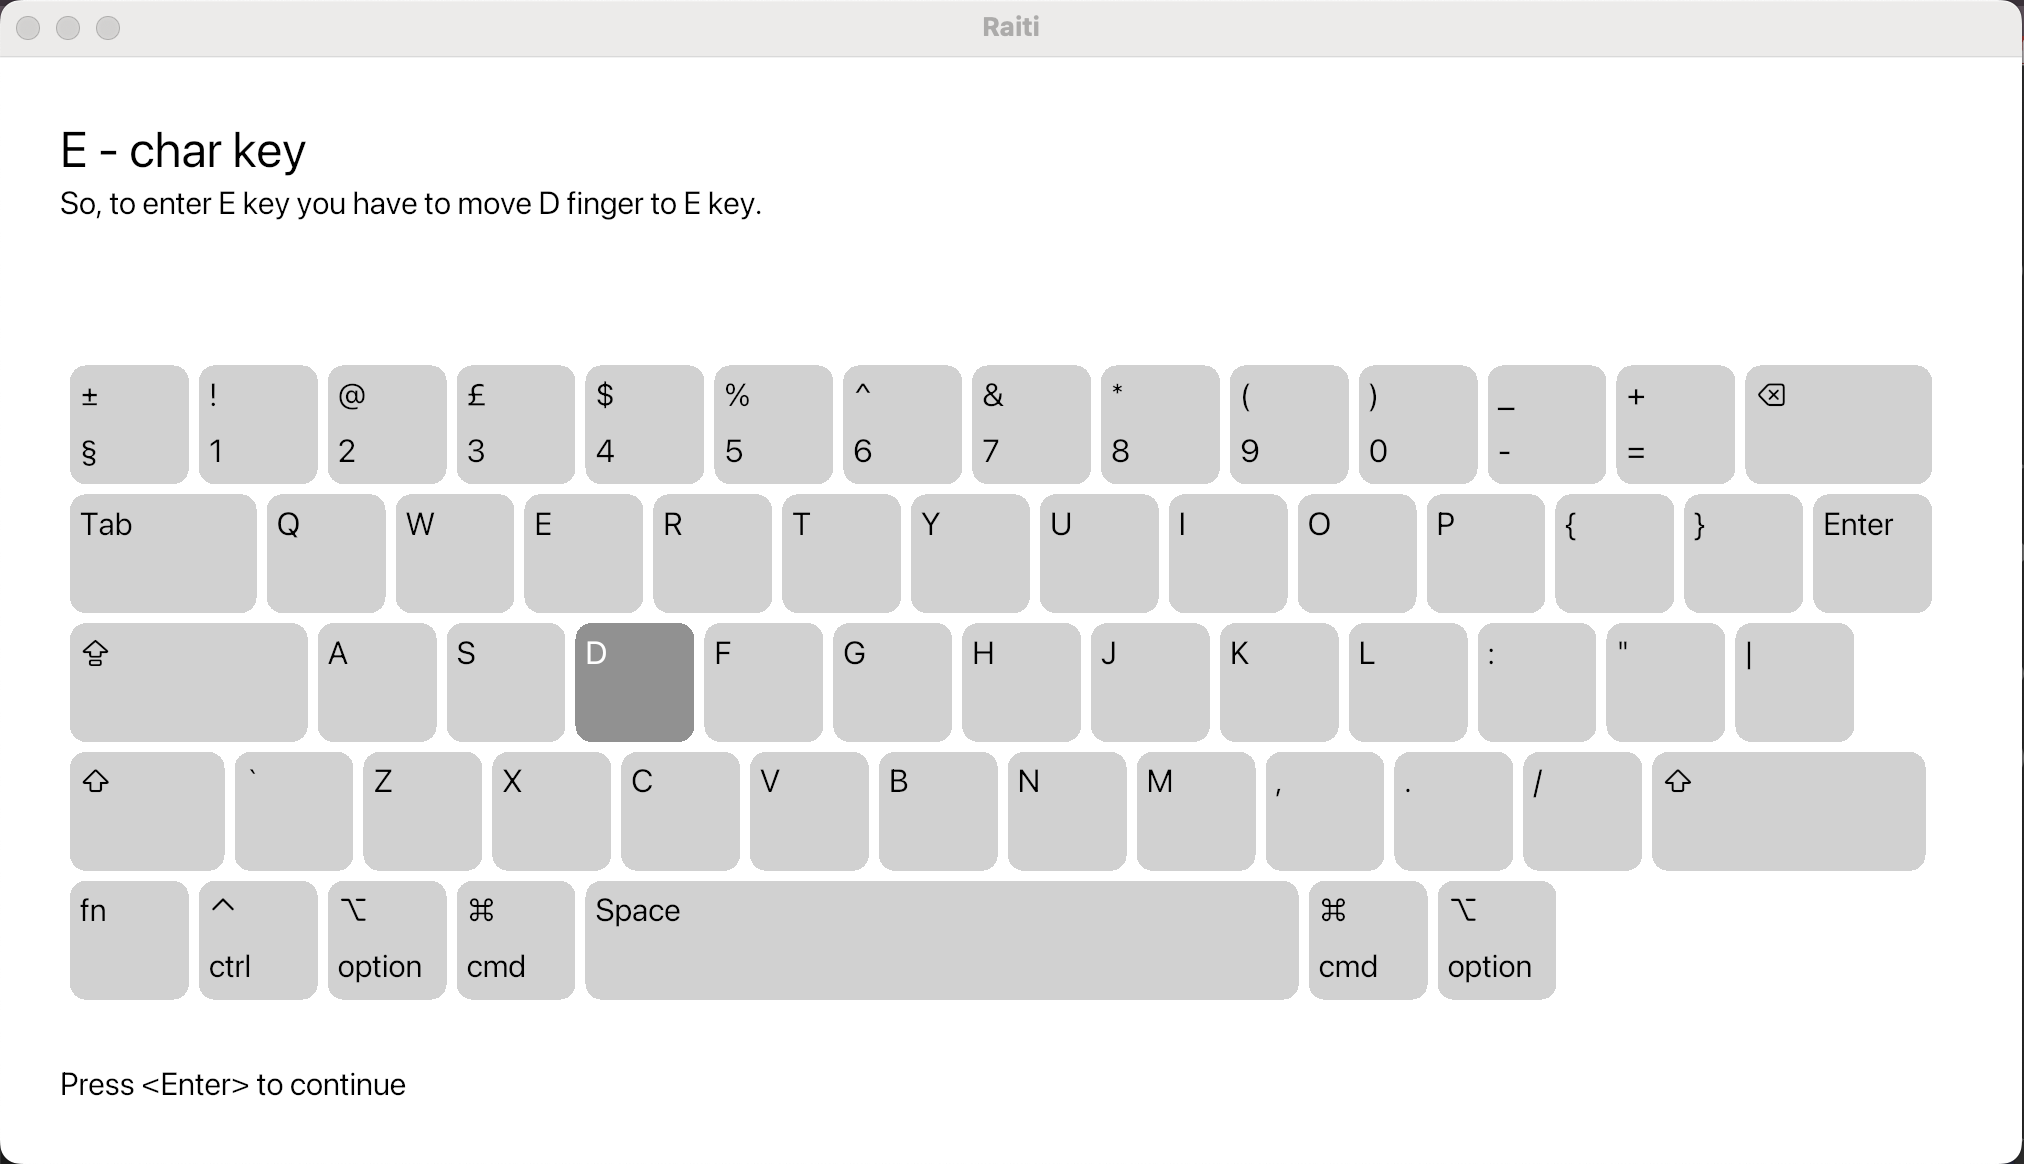 Raiti
E - char key
So, to enter E key you have to move D finger to E key.
± ! @ £ $ % ^ & * ( ) _ + ⌫
§ 1 2 3 4 5 6 7 8 9 0 - =
Tab Q W E R T Y U I O P { } Enter
⇪ A S D F G H J K L : " |
⇧ ` Z X C V B N M , . / ⇧
fn ^ ⌥ ⌘ Space ⌘ ⌥
ctrl option cmd cmd option
Press <Enter> to continue